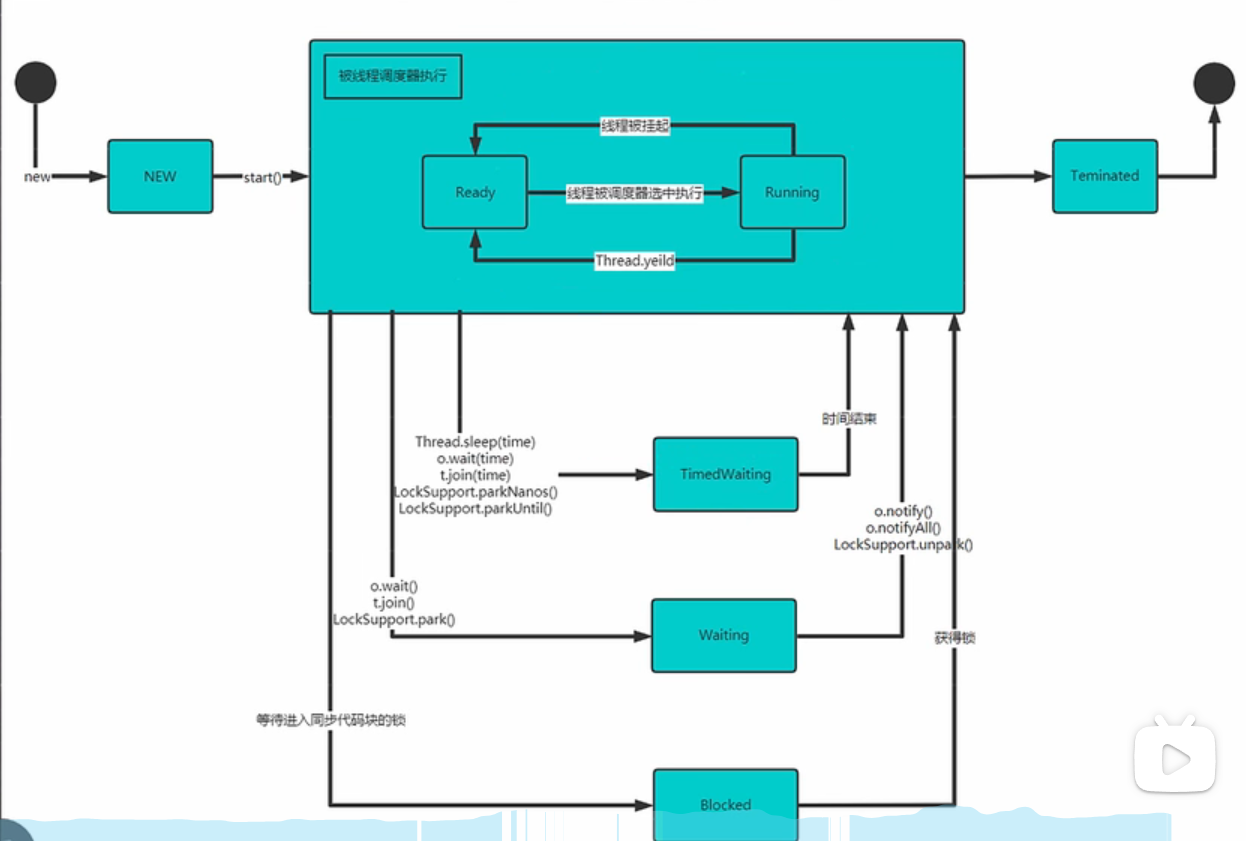 被线程调度器执行
线程被挂起
new
NEW
start()
Ready
线程被调度器选中执行
Running
Teminated
Thread.yeild
时间结束
Thread.sleep(time)
o.wait(time)
t.join(time)
LockSupport.parkNanos()
LockSupport.parkUntil()
TimedWaiting
o.notify()
o.notifyAll()
LockSupport.unpark()
o.wait()
t.join()
LockSupport.park()
Waiting
获得锁
等待进入同步代码块的锁
Blocked